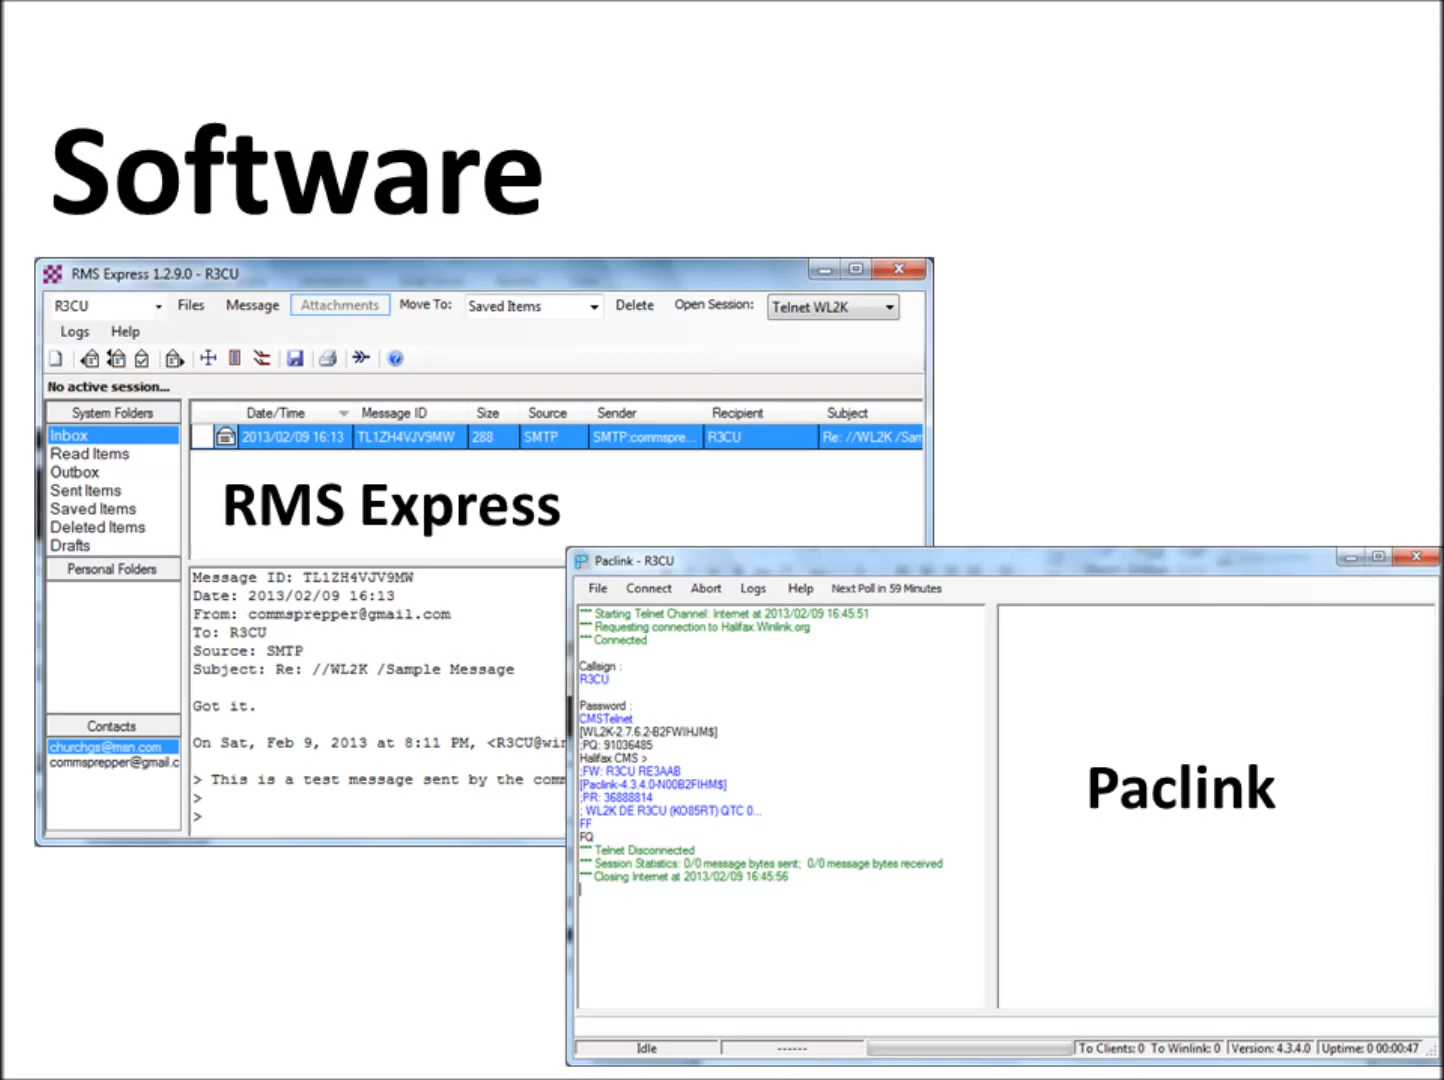 Software
RMS Express 1.2.9.0 - R3CU
R3CU Files Message Attachments Move To: Saved Items Delete Open Session: Telnet WL2K
Logs Help
No active session...
System Folders
Inbox
Read Items
Outbox
Sent Items
Saved Items
Deleted Items
Drafts
Personal Folders
Contacts
churchgs@msn.com
commsprepper@gmail.c
Date/Time Message ID Size Source Sender Recipient Subject
2013/02/09 16:13 TL1ZH4VJV9MW 288 SMTP SMTP:commspre... R3CU Re: //WL2K /Sam
RMS Express
Message ID: TL1ZH4VJV9MW
Date: 2013/02/09 16:13
From: commsprepper@gmail.com
To: R3CU
Source: SMTP
Subject: Re: //WL2K /Sample Message
Got it.
On Sat, Feb 9, 2013 at 8:11 PM, <R3CU@wi
> This is a test message sent by the com
>
>
Paclink - R3CU
File Connect Abort Logs Help Next Poll in 59 Minutes
*** Starting Telnet Channel: Internet at 2013/02/09 16:45:51
*** Requesting connection to Halifax.Winlink.org
*** Connected
Callsign :
R3CU
Password :
CMSTelnet
[WL2K-2.7.6.2-B2FWIHJM$]
;PQ: 91036485
Halifax CMS >
;FW: R3CU RE3AAB
[Paclink-4.3.4.0-N00B2FIHM$]
;PR: 36888814
; WL2K DE R3CU (KO85RT) QTC 0...
FF
FQ
*** Telnet Disconnected
*** Session Statistics: 0/0 message bytes sent; 0/0 message bytes received
*** Closing Internet at 2013/02/09 16:45:56
Paclink
Idle ------ To Clients: 0 To Winlink: 0 Version: 4.3.4.0 Uptime: 0 00:00:47